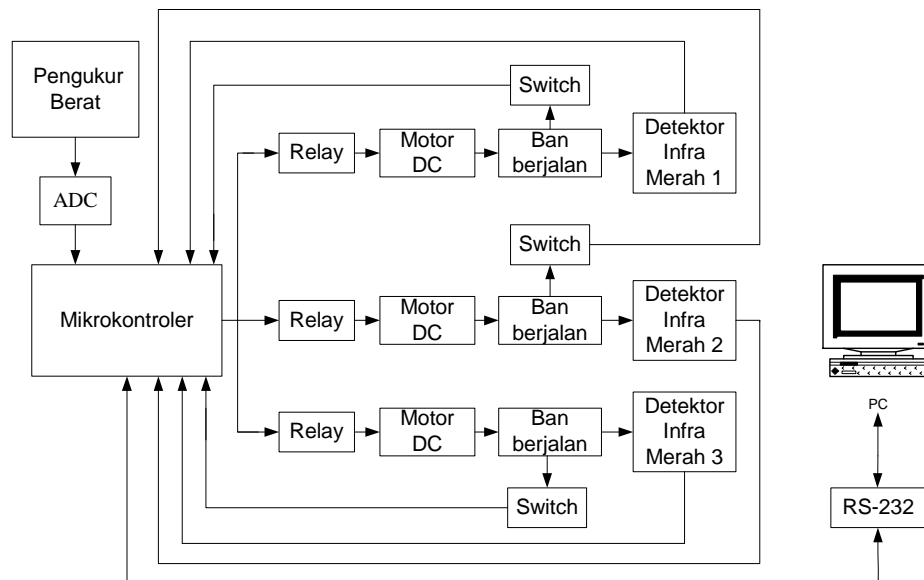 Pengukur
Berat
ADC
Mikrokontroler
Switch
Relay
Motor
DC
Ban
berjalan
Detektor
Infra
Merah 1
Switch
Relay
Motor
DC
Ban
berjalan
Detektor
Infra
Merah 2
Relay
Motor
DC
Ban
berjalan
Detektor
Infra
Merah 3
Switch
PC
RS-232